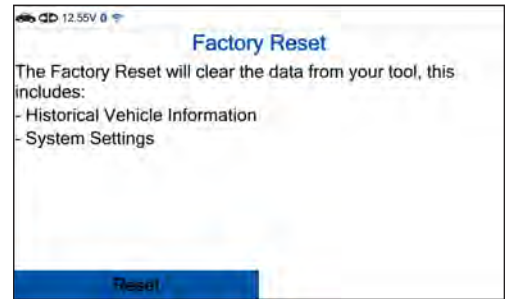 12.55V
Factory Reset
The Factory Reset will clear the data from your tool, this
includes:
- Historical Vehicle Information
- System Settings
Reset